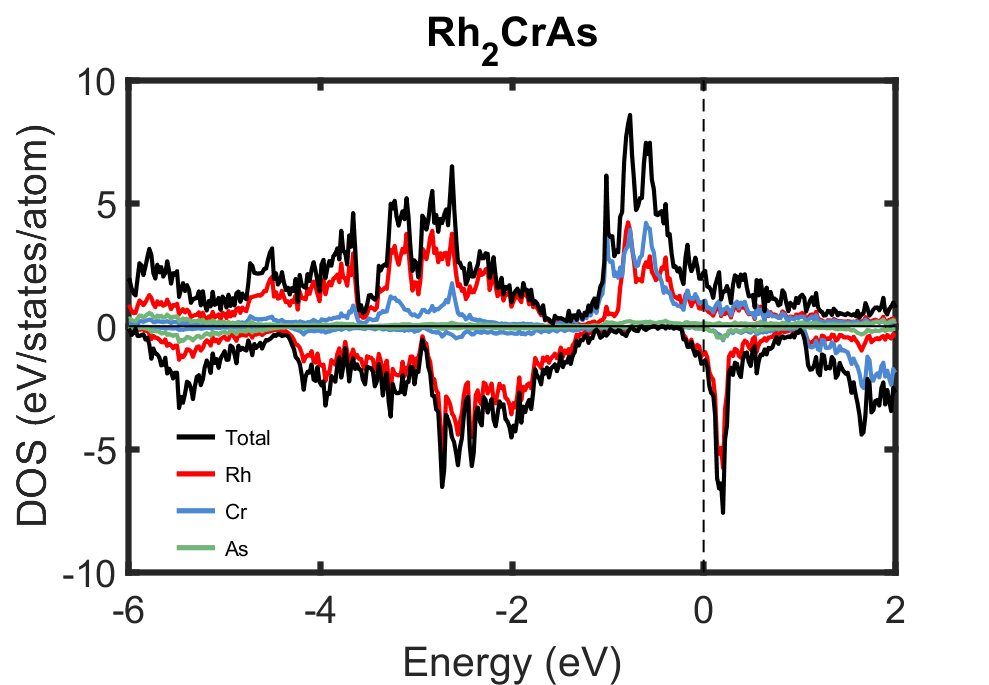 Rh₂CrAs
10
5
0
-5
-10
DOS (eV/states/atom)
Total
Rh
Cr
As
-6 -4 -2 0 2
Energy (eV)